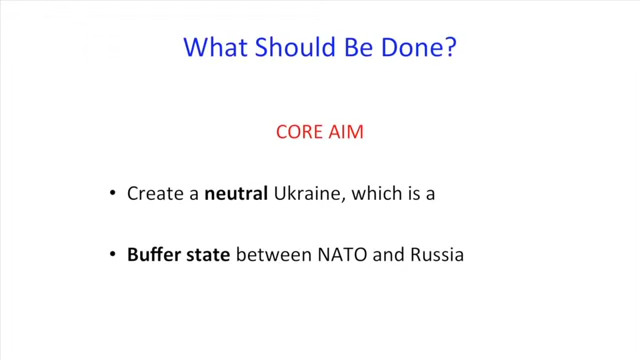 What Should Be Done?
CORE AIM
• Create a neutral Ukraine, which is a
• Buffer state between NATO and Russia